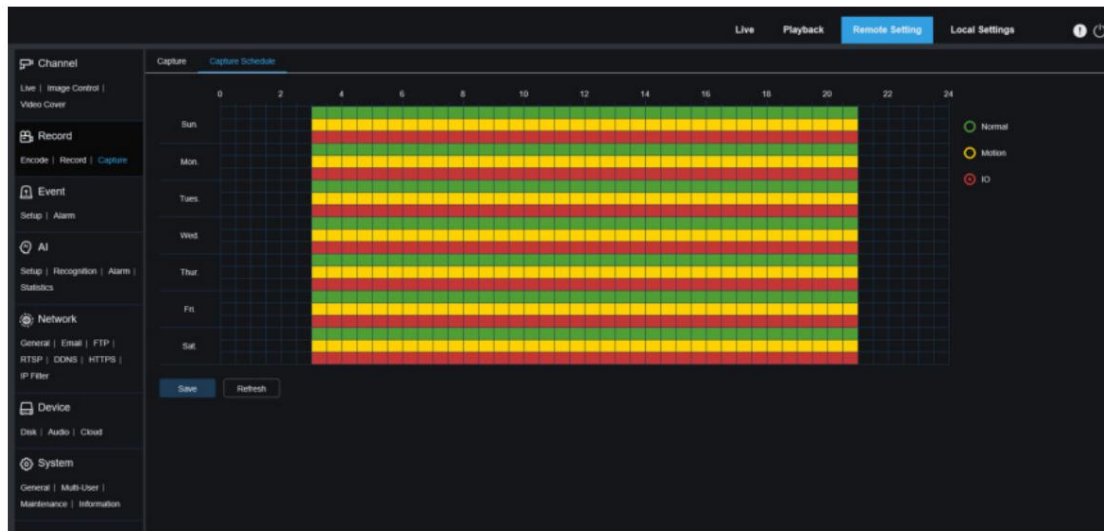 Live Playback Remote Setting Local Settings
Channel
Live | Image Control |
Video Cover
Record
Encode | Record | Capture
Event
Setup | Alarm
AI
Setup | Recognition | Alarm |
Statistics
Network
General | Email | FTP |
RTSP | DDNS | HTTPS |
IP Filter
Device
Disk | Audio | Cloud
System
General | Multi-User |
Maintenance | Information
Capture Capture Schedule
0 2 4 6 8 10 12 14 16 18 20 22 24
Sun.
Mon.
Tues.
Wed.
Thur.
Fri.
Sat.
Normal
Motion
IO
Save Refresh